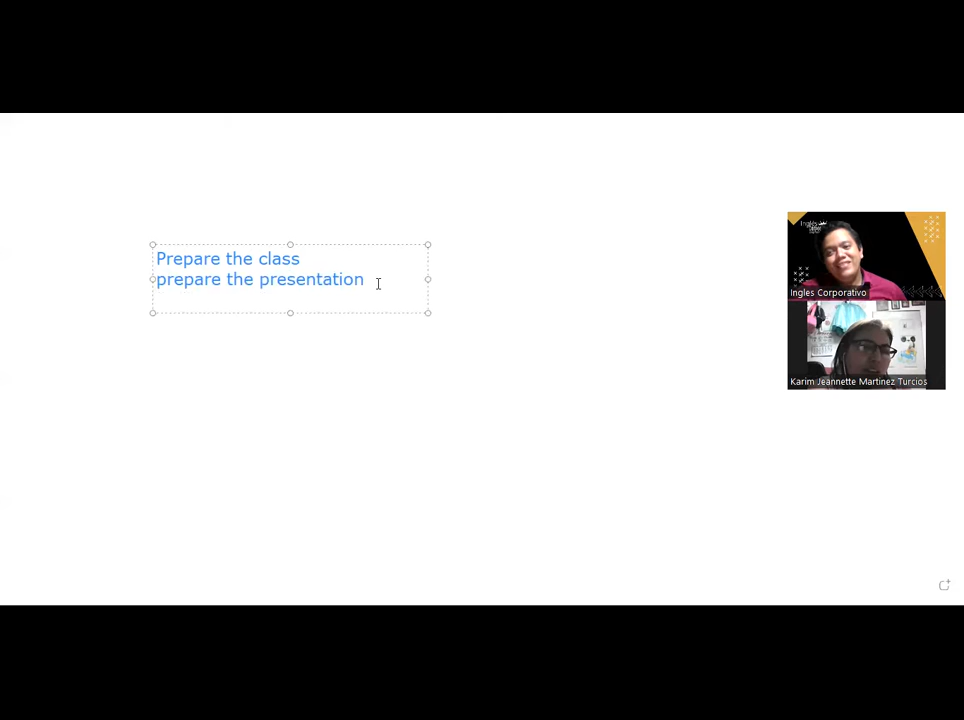 Prepare the class
prepare the presentation
Ingles Corporativo
Karim Jeannette Martinez Turcios